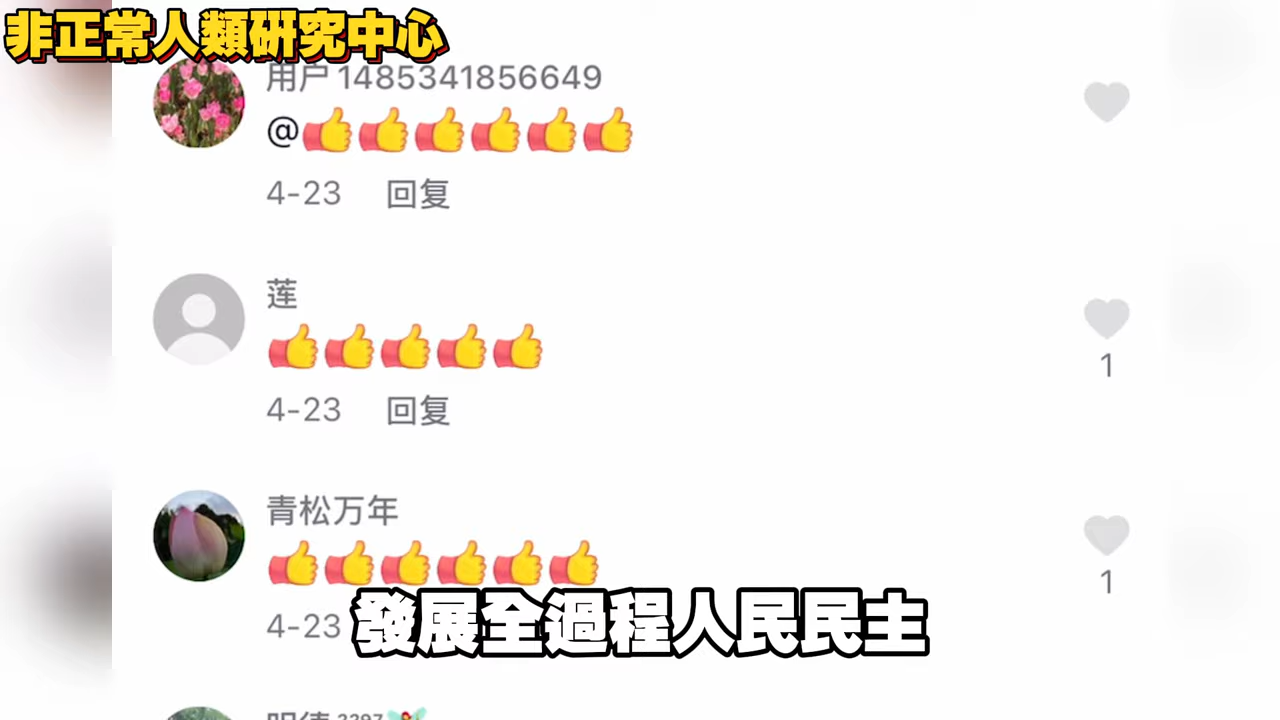 非正常人類研究中心
用户1485341856649
@👍👍👍👍👍👍
4-23 回复
莲
👍👍👍👍👍
4-23 回复
1
青松万年
👍👍👍👍👍👍
1
4-23
發展全過程人民民主